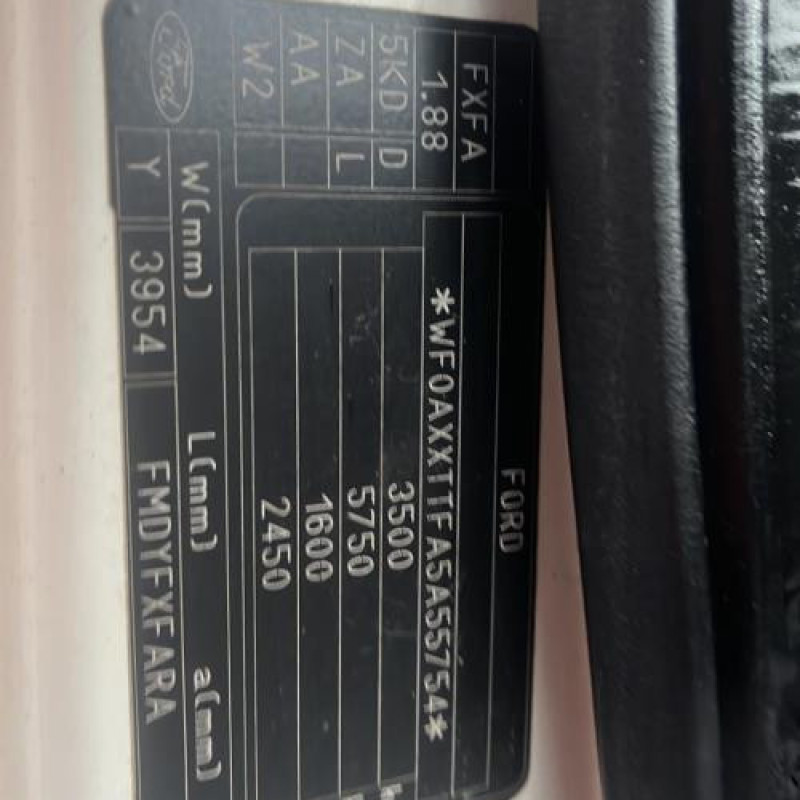 FORD
*WF0AXXTTFA5A55754*
3500
5750
1600
2450
FXFA
1.88
5KD D
ZA L
AA
W2
Ford
W(mm) L(mm) a(mm)
Y 3954 FMDYFXFARA